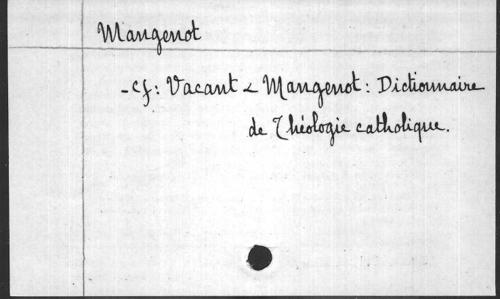 Mangenot
- cf: Vacant & Mangenot: Dictionnaire
de Théologie catholique.